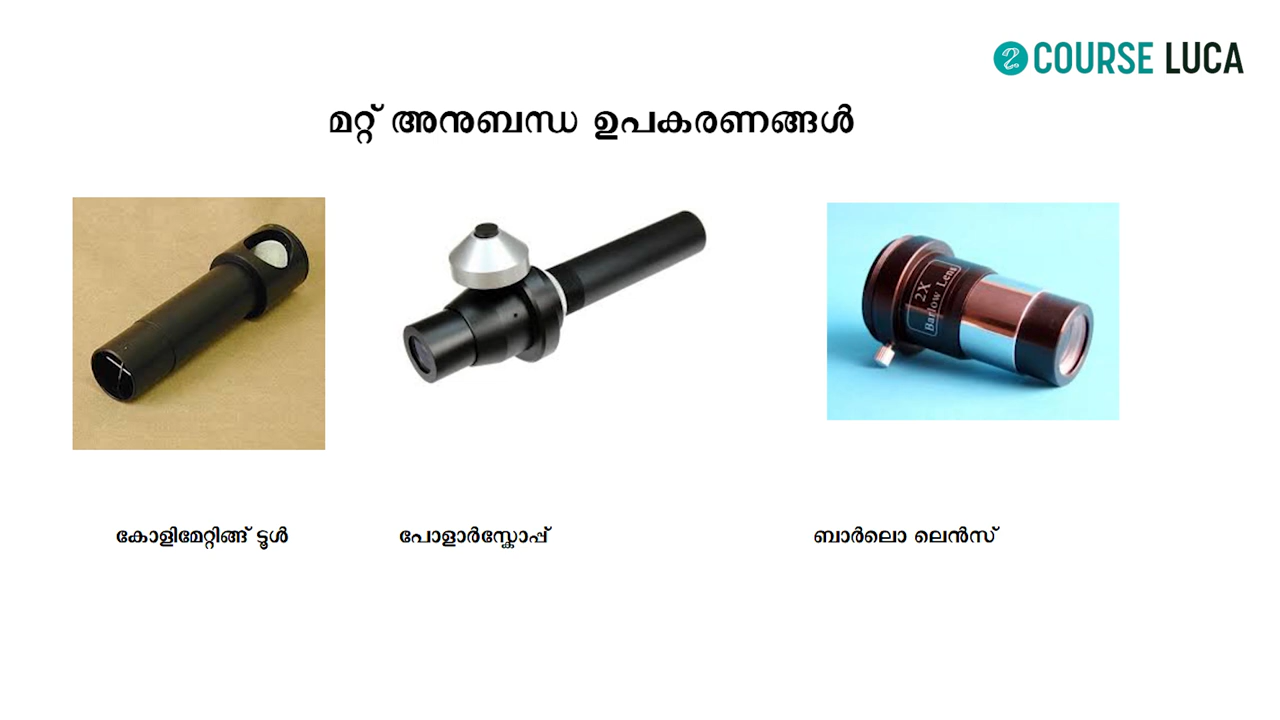 COURSE LUCA
മറ്റ് അനുബന്ധ ഉപകരണങ്ങൾ
2X
Barlow Lens
കോളിമേറ്റിങ്ങ് ടൂൾ
പോളാർസ്കോപ്പ്
ബാർലൊ ലെൻസ്